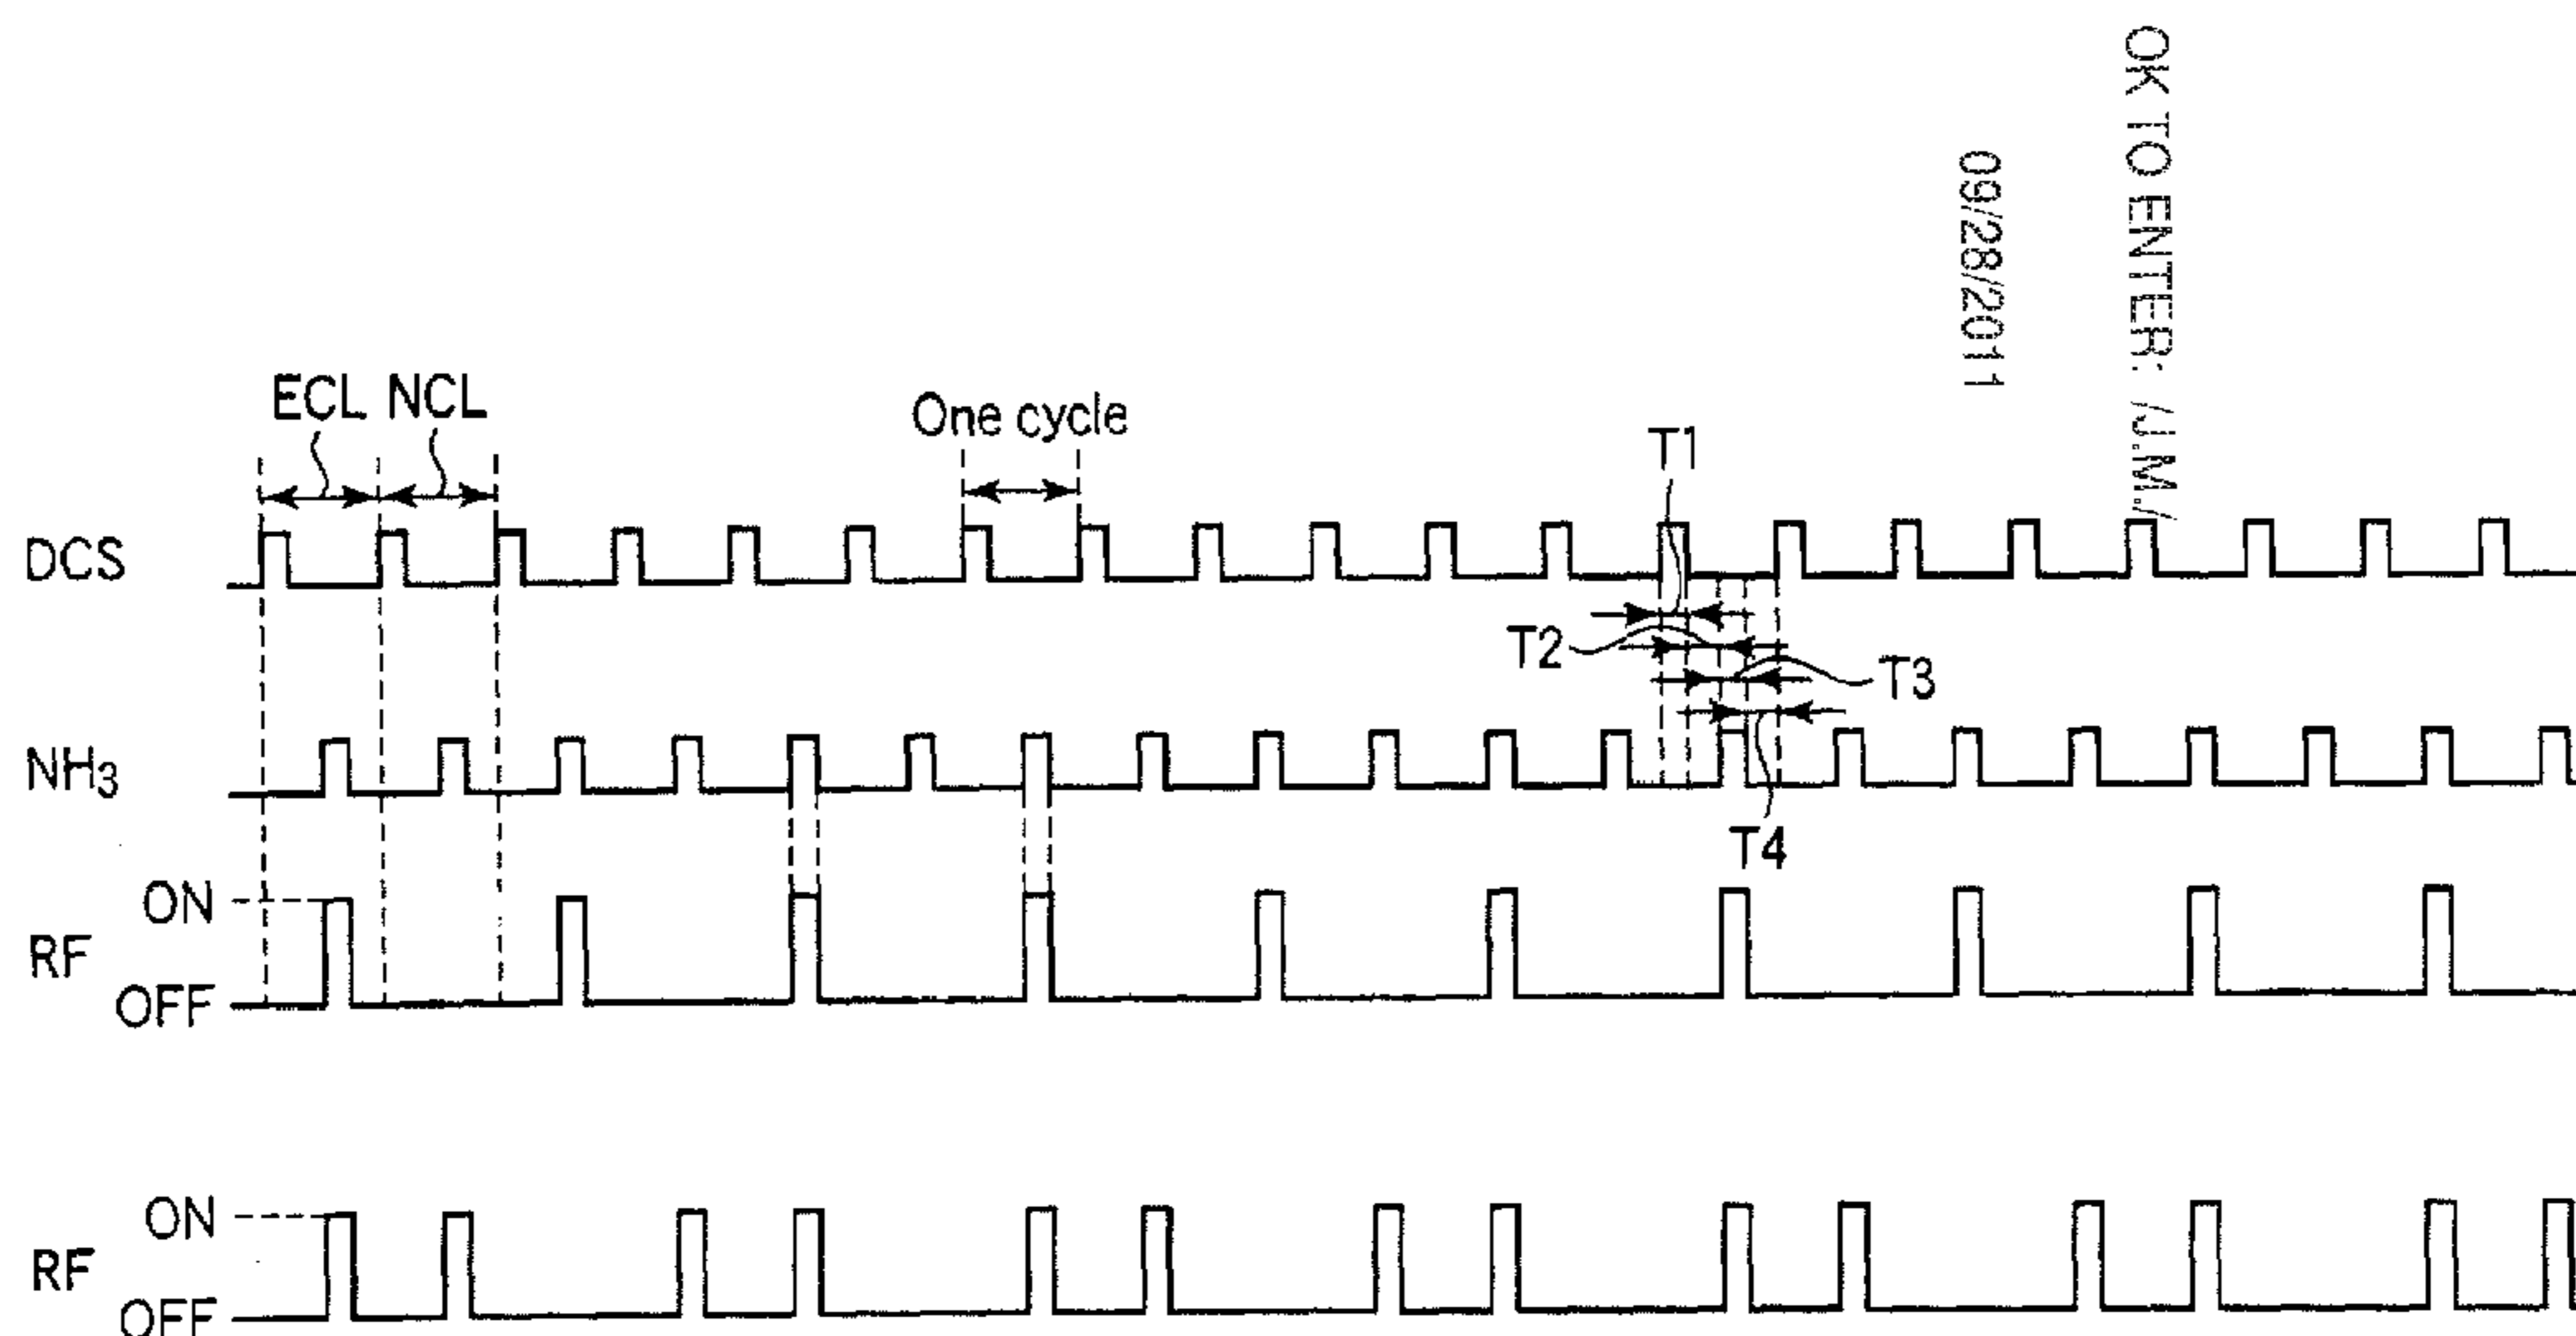 OK TO ENTER: /J.M./
09/28/2011
ECL NCL
One cycle
T1
DCS
T2
T3
NH3
T4
ON
RF
OFF
ON
RF
OFF